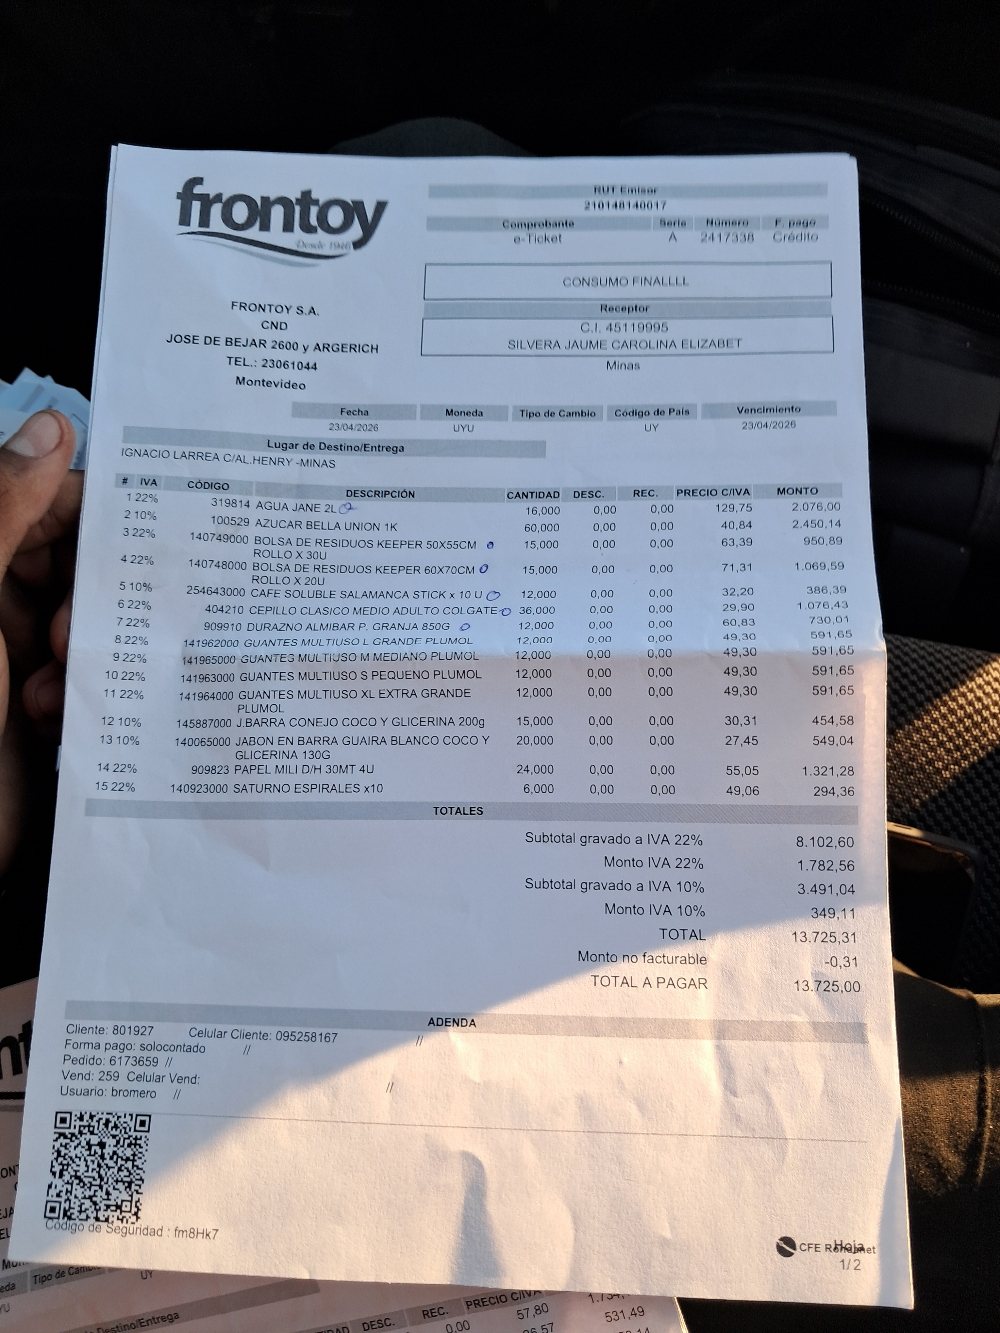 frontoy
Desde 1946
RUT Emisor
210148140017
Comprobante Serie Número F. pago
e-Ticket A 2417338 Crédito
CONSUMO FINALLLL
Receptor
C.I. 45119995
SILVERA JAUME CAROLINA ELIZABET
Minas
FRONTOY S.A.
CND
JOSE DE BEJAR 2600 y ARGERICH
TEL.: 23061044
Montevideo
Fecha Moneda Tipo de Cambio Código de País Vencimiento
23/04/2026 UYU UY 23/04/2026
Lugar de Destino/Entrega
IGNACIO LARREA C/AL.HENRY -MINAS
# IVA CÓDIGO DESCRIPCIÓN CANTIDAD DESC. REC. PRECIO C/IVA MONTO
1 22% 319814 AGUA JANE 2L 16,000 0,00 0,00 129,75 2.076,00
2 10% 100529 AZUCAR BELLA UNION 1K 60,000 0,00 0,00 40,84 2.450,14
3 22% 140749000 BOLSA DE RESIDUOS KEEPER 50X55CM 15,000 0,00 0,00 63,39 950,89
ROLLO X 30U
4 22% 140748000 BOLSA DE RESIDUOS KEEPER 60X70CM 15,000 0,00 0,00 71,31 1.069,59
ROLLO X 20U
5 10% 254643000 CAFE SOLUBLE SALAMANCA STICK x 10 U 12,000 0,00 0,00 32,20 386,39
6 22% 404210 CEPILLO CLASICO MEDIO ADULTO COLGATE 36,000 0,00 0,00 29,90 1.076,43
7 22% 909910 DURAZNO ALMIBAR P. GRANJA 850G 12,000 0,00 0,00 60,83 730,01
8 22% 141962000 GUANTES MULTIUSO L GRANDE PLUMOL 12,000 0,00 0,00 49,30 591,65
9 22% 141965000 GUANTES MULTIUSO M MEDIANO PLUMOL 12,000 0,00 0,00 49,30 591,65
10 22% 141963000 GUANTES MULTIUSO S PEQUENO PLUMOL 12,000 0,00 0,00 49,30 591,65
11 22% 141964000 GUANTES MULTIUSO XL EXTRA GRANDE 12,000 0,00 0,00 49,30 591,65
PLUMOL
12 10% 145887000 J.BARRA CONEJO COCO Y GLICERINA 200g 15,000 0,00 0,00 30,31 454,58
13 10% 140065000 JABON EN BARRA GUAIRA BLANCO COCO Y 20,000 0,00 0,00 27,45 549,04
GLICERINA 130G
14 22% 909823 PAPEL MILI D/H 30MT 4U 24,000 0,00 0,00 55,05 1.321,28
15 22% 140923000 SATURNO ESPIRALES x10 6,000 0,00 0,00 49,06 294,36
TOTALES
Subtotal gravado a IVA 22% 8.102,60
Monto IVA 22% 1.782,56
Subtotal gravado a IVA 10% 3.491,04
Monto IVA 10% 349,11
TOTAL 13.725,31
Monto no facturable -0,31
TOTAL A PAGAR 13.725,00
ADENDA
Cliente: 801927 Celular Cliente: 095258167 //
Forma pago: solocontado //
Pedido: 6173659 //
Vend: 259 Celular Vend: //
Usuario: bromero //
Código de Seguridad : fm8Hk7
CFE
Hoja
1/2
Tipo de
UY
Destino/Entrega
DESC. REC. PRECIO C/IVA
0,00 57,80 531,49